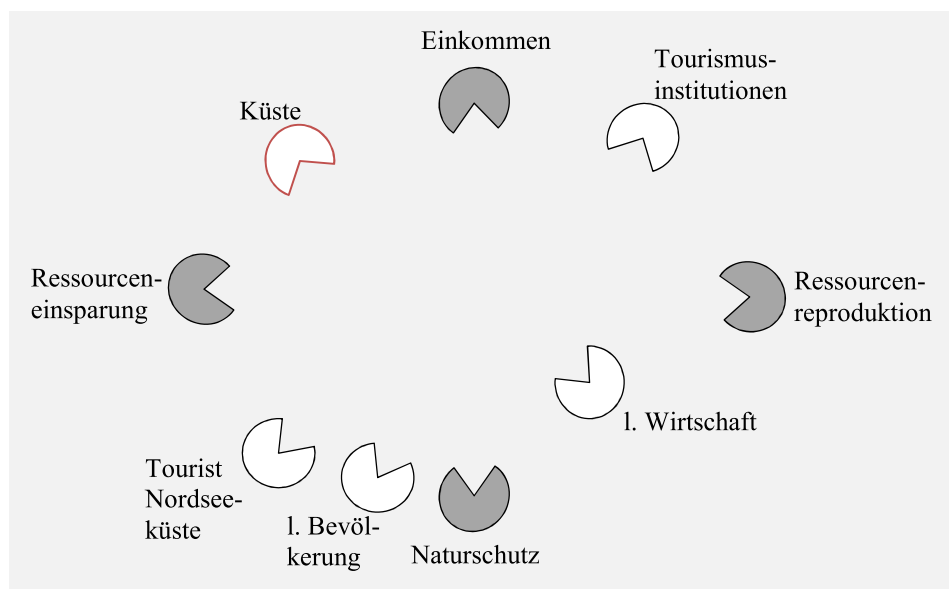 Einkommen
Tourismus-
institutionen
Küste
Ressourcen-
einsparung
Ressourcen-
reproduktion
l. Wirtschaft
Tourist
Nordsee-
küste
l. Bevöl-
kerung
Naturschutz